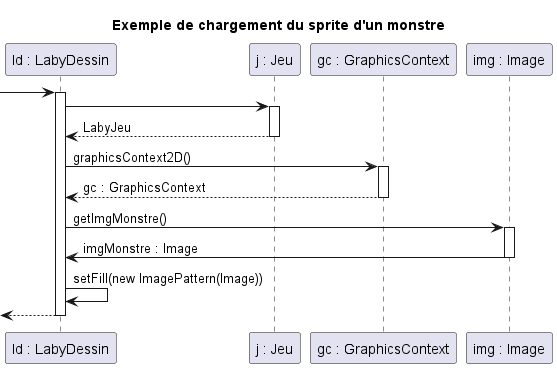 Exemple de chargement du sprite d'un monstre
ld : LabyDessin
j : Jeu
gc : GraphicsContext
img : Image
LabyJeu
graphicsContext2D()
gc : GraphicsContext
getImgMonstre()
imgMonstre : Image
setFill(new ImagePattern(Image))
ld : LabyDessin
j : Jeu
gc : GraphicsContext
img : Image